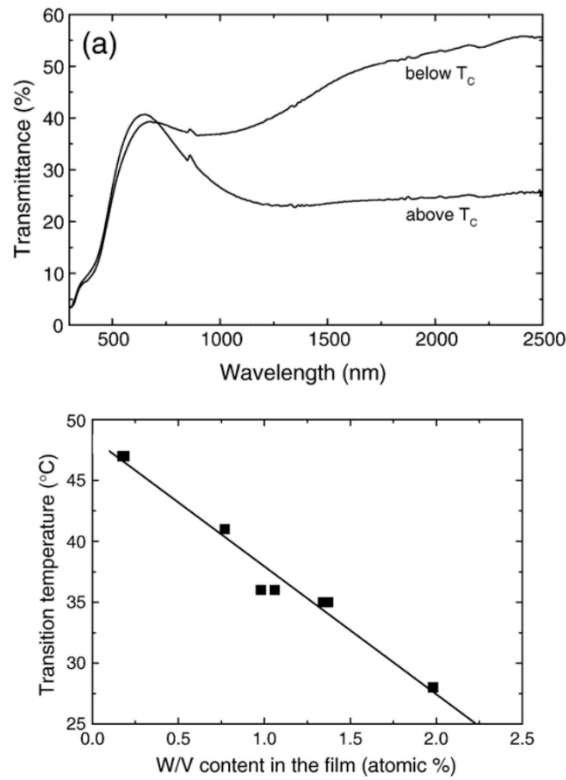 (a)
Transmittance (%)
60
50
40
30
20
10
0
below Tc
above Tc
500 1000 1500 2000 2500
Wavelength (nm)
Transition temperature (°C)
50
45
40
35
30
25
0.0 0.5 1.0 1.5 2.0 2.5
W/V content in the film (atomic %)